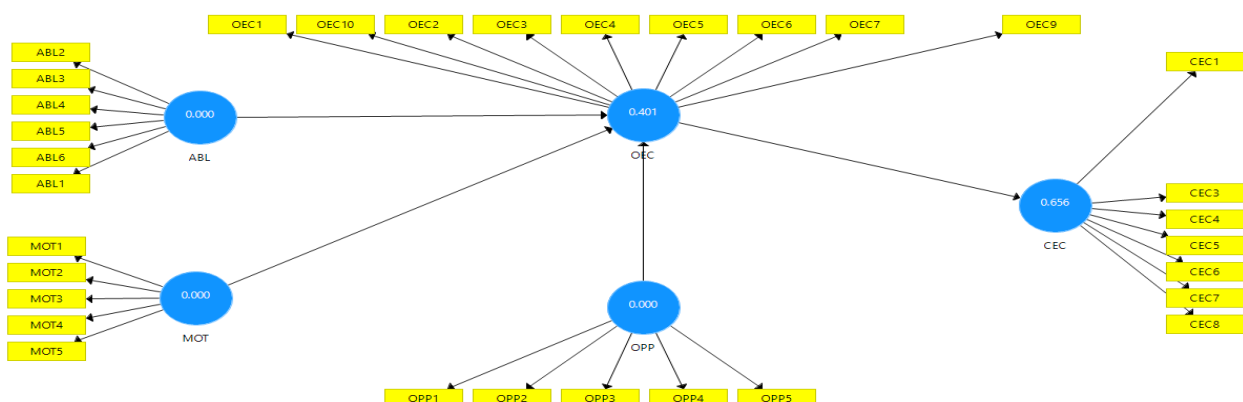 OEC1
OEC10
OEC2
OEC3
OEC4
OEC5
OEC6
OEC7
OEC9
ABL2
ABL3
ABL4
ABL5
ABL6
ABL1
0.000
ABL
0.401
OEC
CEC1
CEC3
CEC4
CEC5
CEC6
CEC7
CEC8
0.656
CEC
MOT1
MOT2
MOT3
MOT4
MOT5
0.000
MOT
0.000
OPP
OPP1
OPP2
OPP3
OPP4
OPP5